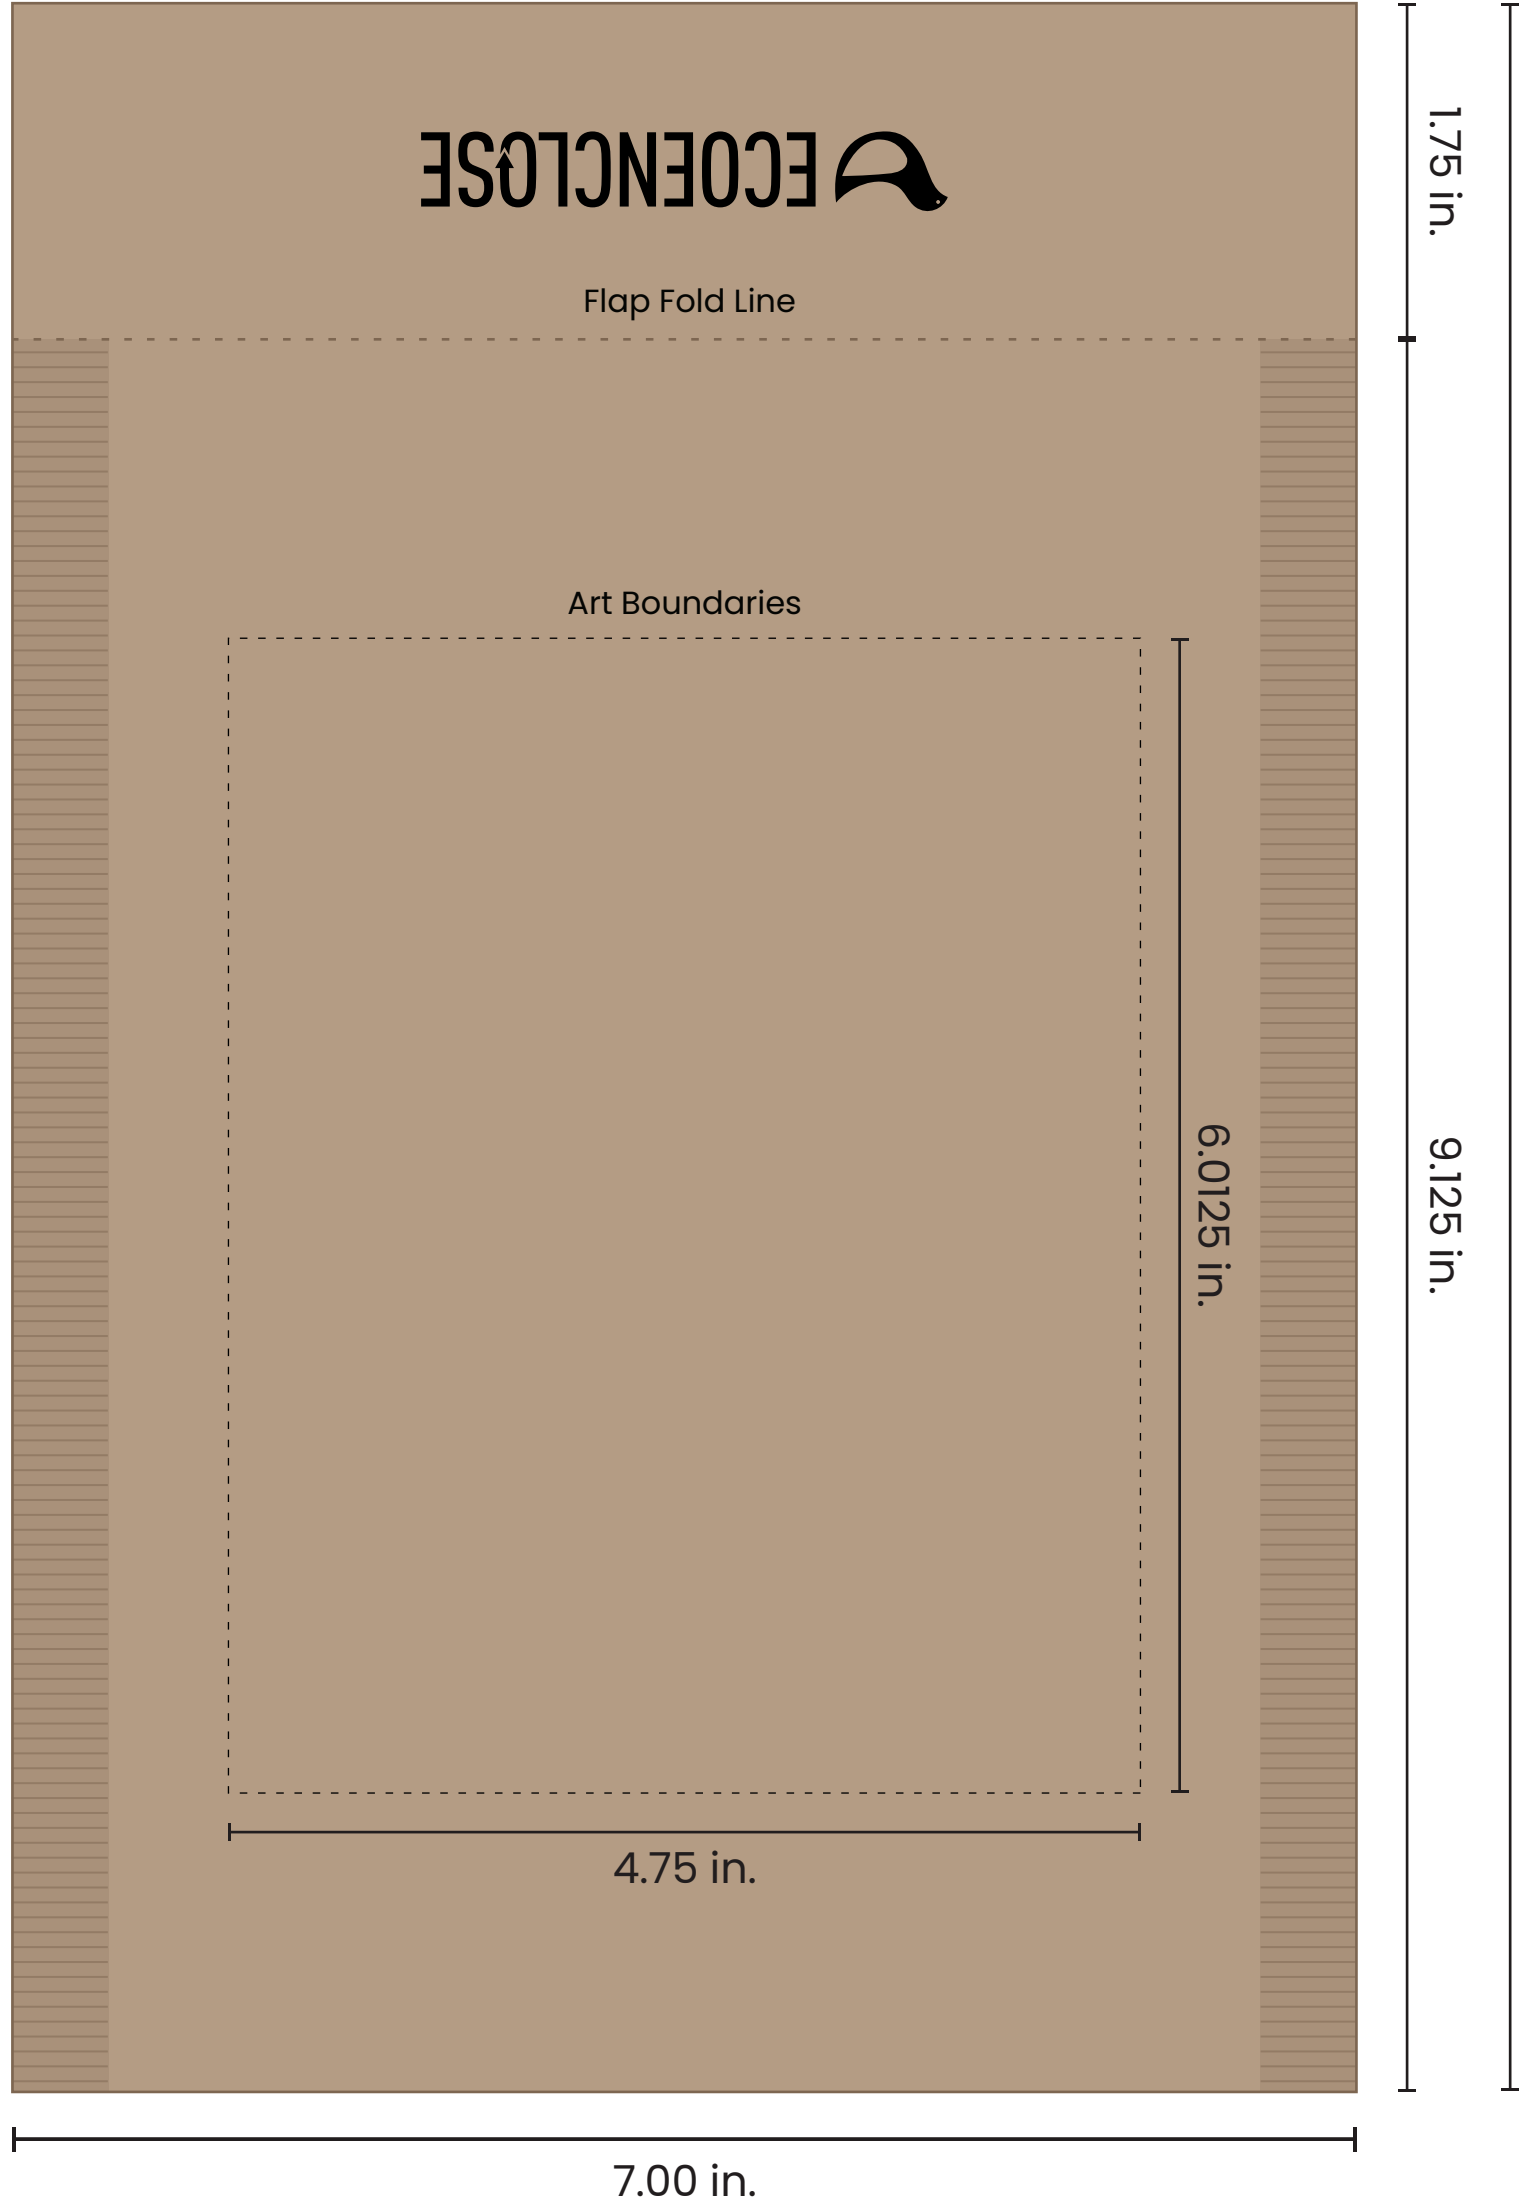 ECOENCLOSE
1.75 in.
Flap Fold Line
Art Boundaries
6.0125 in.
9.125 in.
4.75 in.
7.00 in.